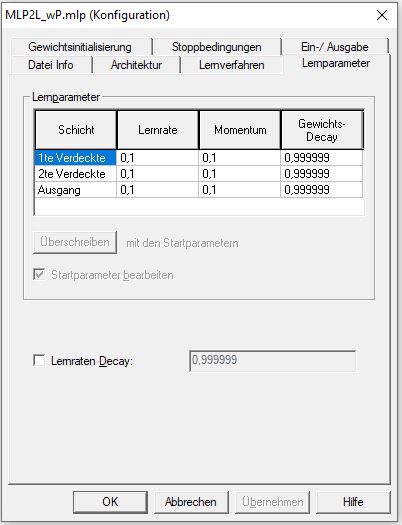 MLP2L_wP.mlp (Konfiguration)
Gewichtsinitialisierung Stoppbedingungen Ein-/ Ausgabe
Datei Info Architektur Lernverfahren Lernparameter
Lernparameter
Schicht Lernrate Momentum Gewichts-
Decay
1te Verdeckte 0,1 0,1 0,999999
2te Verdeckte 0,1 0,1 0,999999
Ausgang 0,1 0,1 0,999999
Überschreiben mit den Startparametern
Startparameter bearbeiten
Lernraten Decay: 0,999999
OK Abbrechen Übernehmen Hilfe